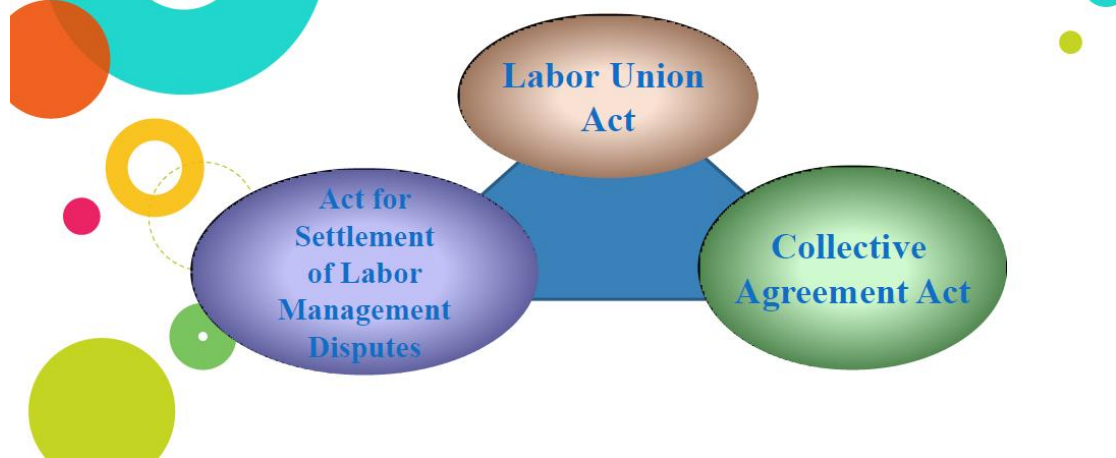 Labor Union
Act
Act for
Settlement
of Labor
Management
Disputes
Collective
Agreement Act